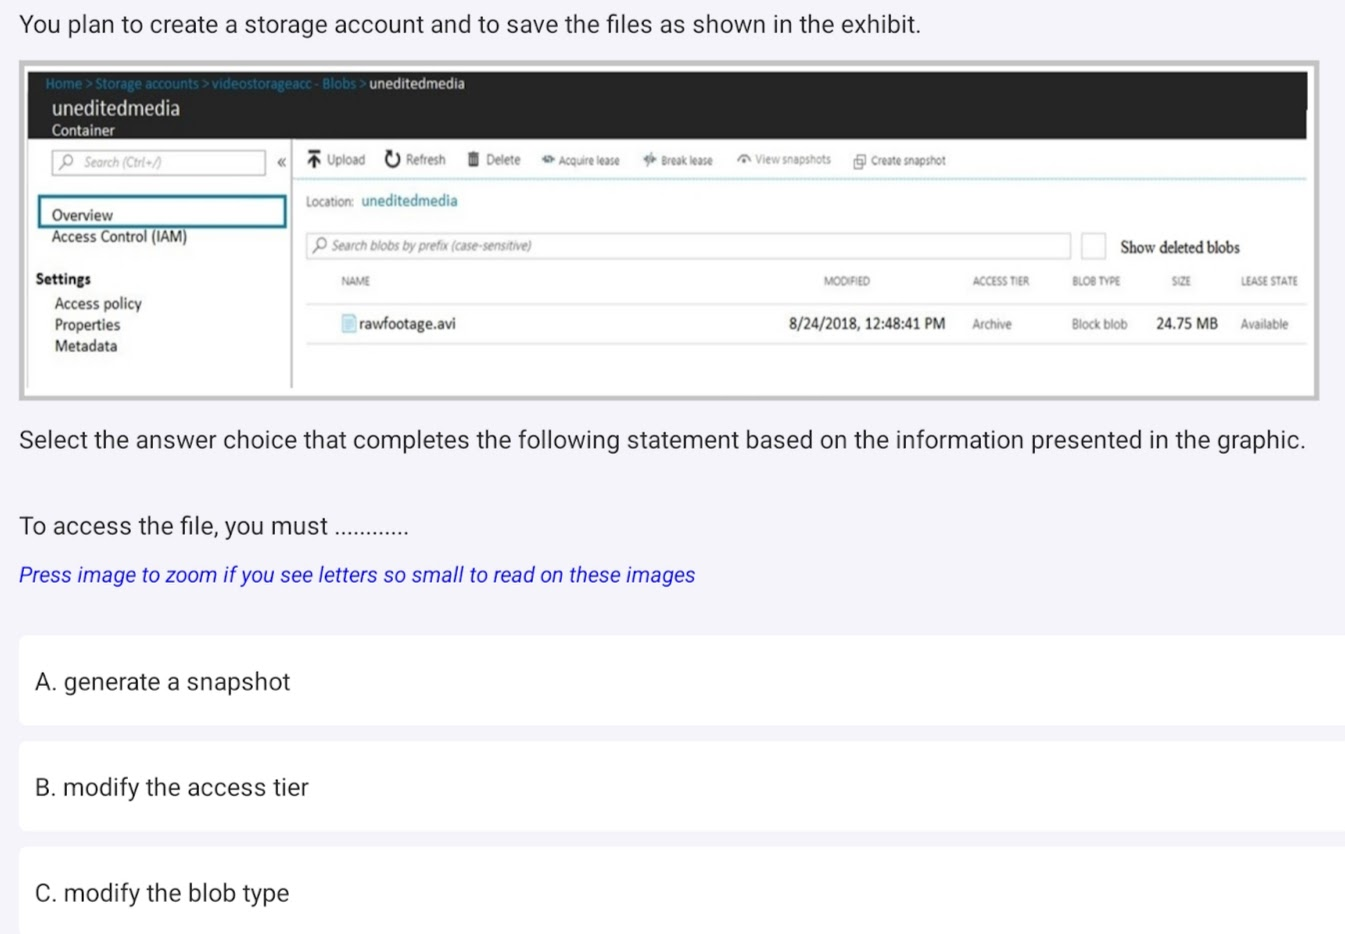 You plan to create a storage account and to save the files as shown in the exhibit.
Home > Storage accounts > videostorageacc - Blobs > uneditedmedia
uneditedmedia
Container
Search (Ctrl+/)
«
Upload Refresh Delete Acquire lease Break lease View snapshots Create snapshot
Location: uneditedmedia
Overview
Access Control (IAM)
Search blobs by prefix (case-sensitive)
Show deleted blobs
Settings
Access policy
Properties
Metadata
NAME MODIFIED ACCESS TIER BLOB TYPE SIZE LEASE STATE
rawfootage.avi 8/24/2018, 12:48:41 PM Archive Block blob 24.75 MB Available
Select the answer choice that completes the following statement based on the information presented in the graphic.
To access the file, you must ............
Press image to zoom if you see letters so small to read on these images
A. generate a snapshot
B. modify the access tier
C. modify the blob type